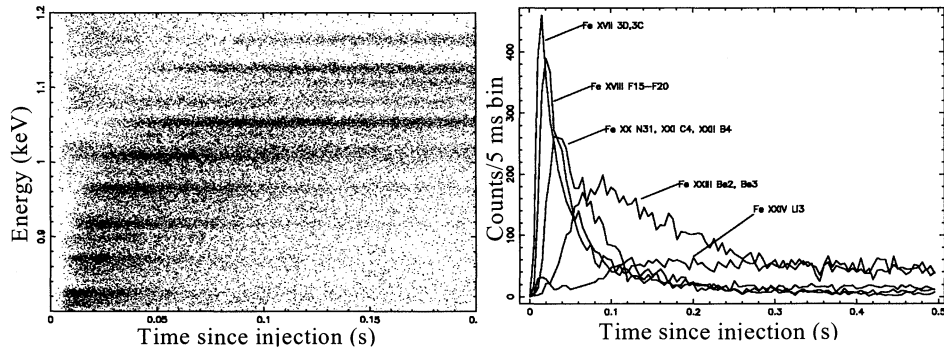 Energy (keV)
1.2
1.1
1
0.9
0
0.05
0.1
0.15
0.
Time since injection (s)
Counts/5 ms bin
400
300
200
100
0
Fe XVII 3D,3C
Fe XVIII F15–F20
Fe XX N31, XXI C4, XXII B4
Fe XXIII Be2, Be3
Fe XXIV Li3
0
0.1
0.2
0.3
0.4
0.5
Time since injection (s)